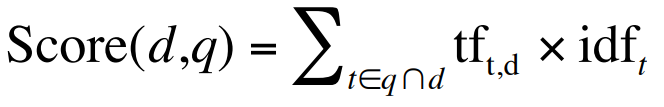 Score(d,q) = ∑t∈q∩d tft,d × idft